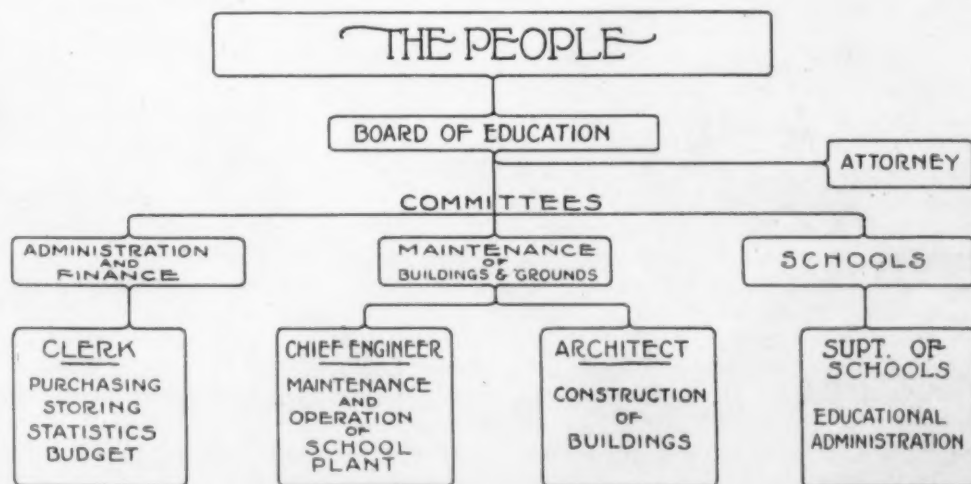 THE PEOPLE
BOARD OF EDUCATION
ATTORNEY
COMMITTEES
ADMINISTRATION
AND
FINANCE
MAINTENANCE
OF
BUILDINGS & GROUNDS
SCHOOLS
CLERK
PURCHASING
STORING
STATISTICS
BUDGET
CHIEF ENGINEER
MAINTENANCE
AND
OPERATION
OF
SCHOOL
PLANT
ARCHITECT
CONSTRUCTION
OF
BUILDINGS
SUPT. OF
SCHOOLS
EDUCATIONAL
ADMINISTRATION